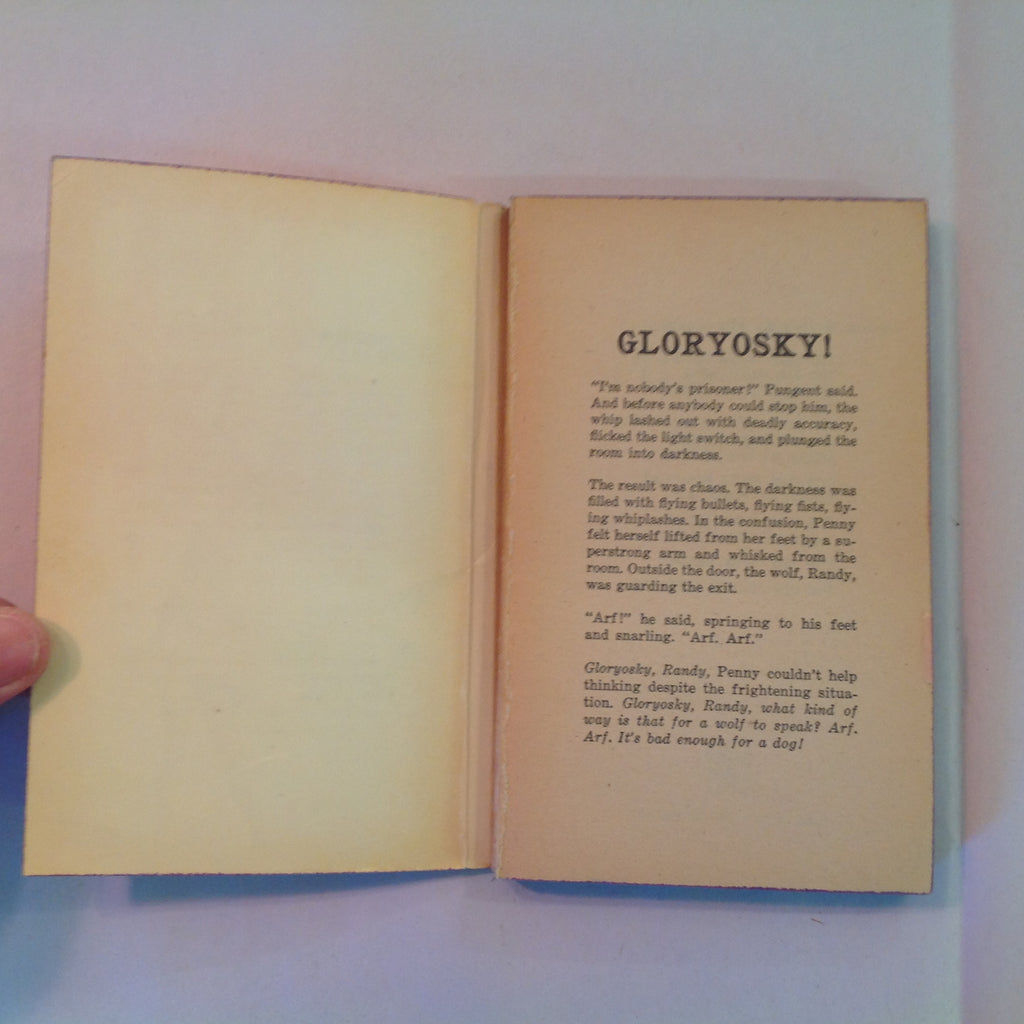 GLORYOSKY!
"I'm nobody's prisoner!" Pungent said.
And before anybody could stop him, the
whip lashed out with deadly accuracy,
flicked the light switch, and plunged the
room into darkness.
The result was chaos. The darkness was
filled with flying bullets, flying fists, fly-
ing whiplashes. In the confusion, Penny
felt herself lifted from her feet by a su-
perstrong arm and whisked from the
room. Outside the door, the wolf, Randy,
was guarding the exit.
"Arf!" he said, springing to his feet
and snarling. "Arf. Arf."
Gloryosky, Randy, Penny couldn't help
thinking despite the frightening situa-
tion. Gloryosky, Randy, what kind of
way is that for a wolf to speak? Arf.
Arf. It's bad enough for a dog!